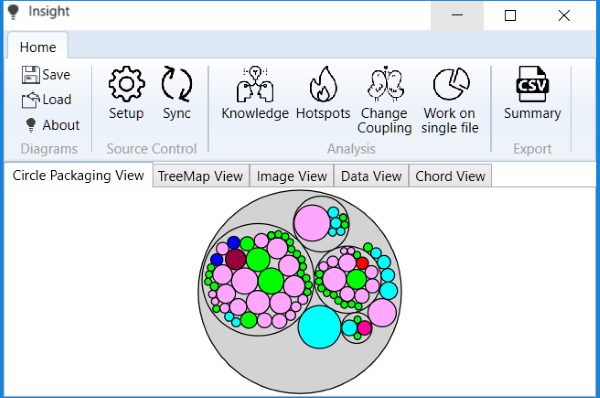 Insight
Home
Save
Load
About
Setup
Sync
Knowledge
Hotspots
Change
Coupling
Work on
single file
CSV
Summary
Diagrams
Source Control
Analysis
Export
Circle Packaging View
TreeMap View
Image View
Data View
Chord View